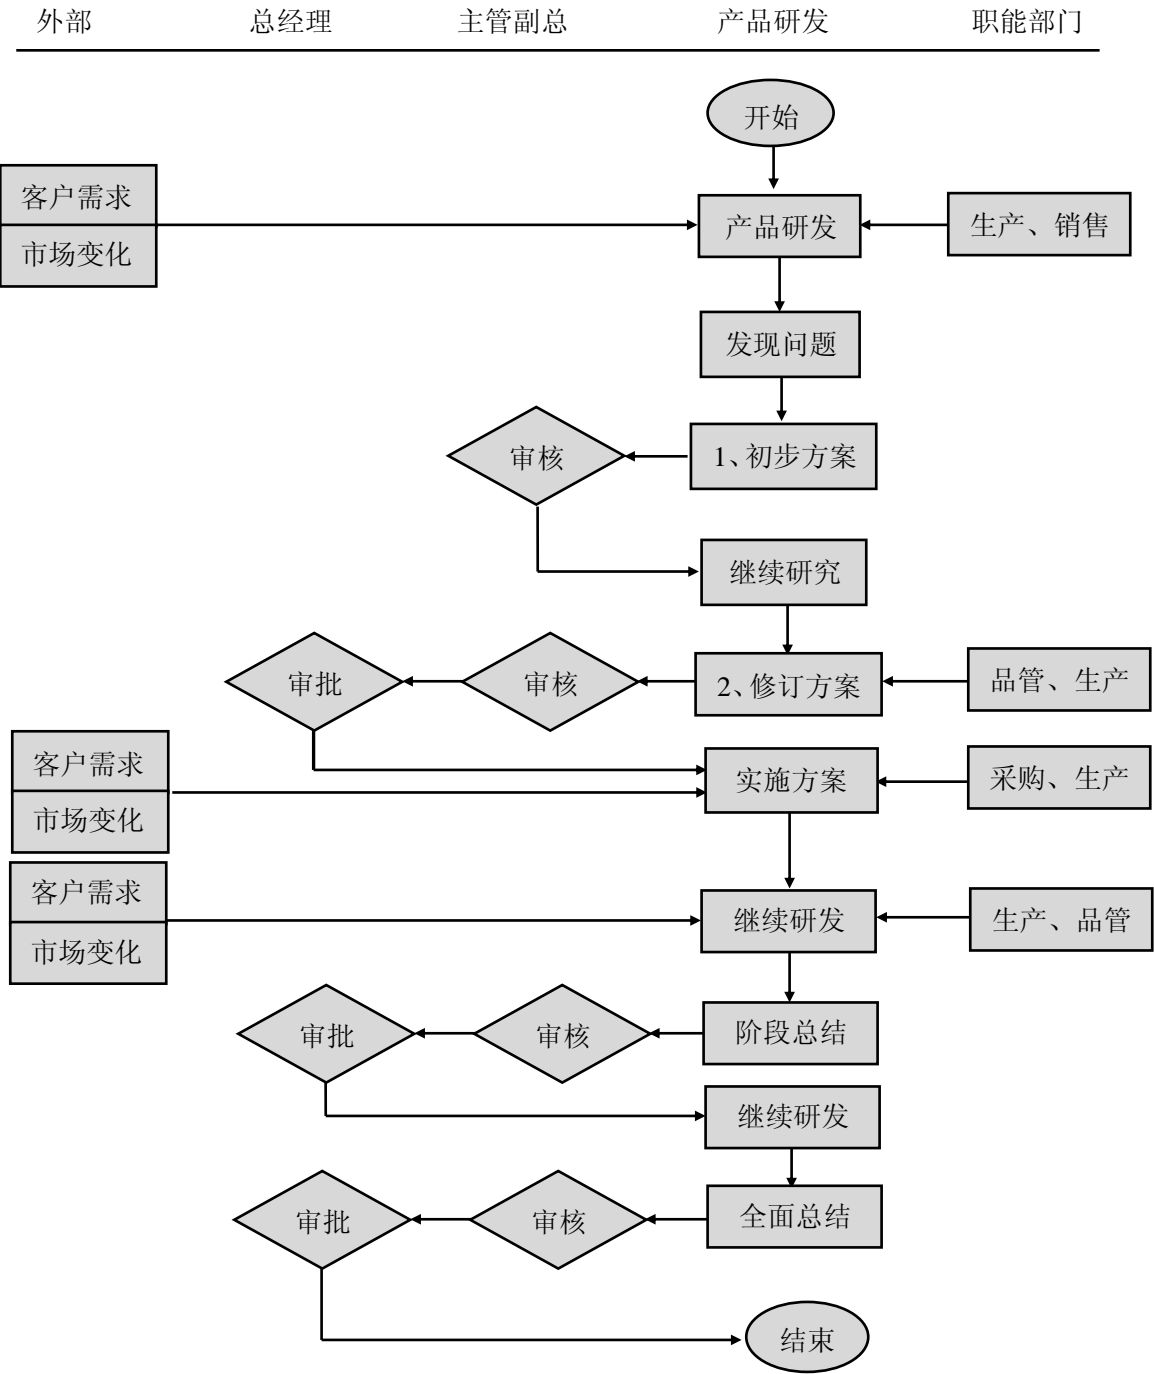 外部 总经理 主管副总 产品研发 职能部门
开始
客户需求
市场变化
产品研发
生产、销售
发现问题
审核
1、初步方案
继续研究
审批
审核
2、修订方案
品管、生产
客户需求
市场变化
实施方案
采购、生产
客户需求
市场变化
继续研发
生产、品管
审批
审核
阶段总结
继续研发
审批
审核
全面总结
结束